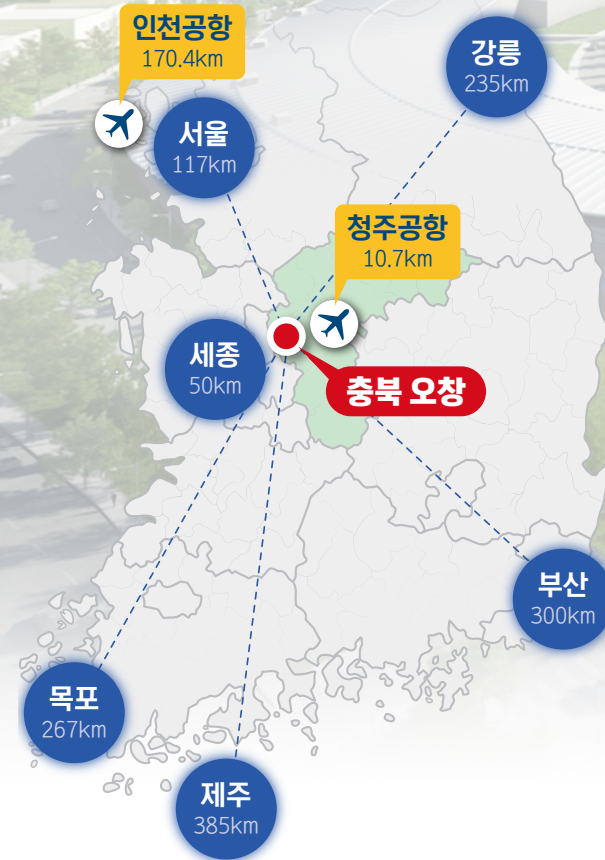 인천공항
170.4km
강릉
235km
서울
117km
청주공항
10.7km
세종
50km
충북 오창
부산
300km
목포
267km
제주
385km